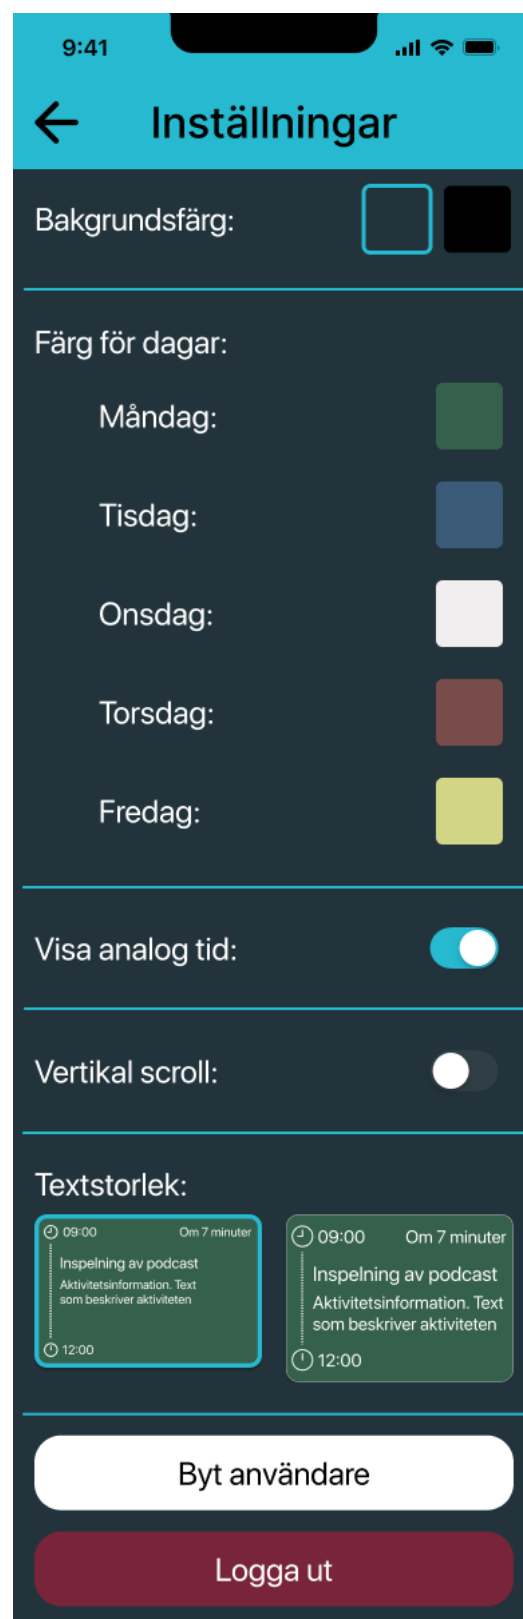 9:41
Inställningar
Bakgrundsfärg:
Färg för dagar:
Måndag:
Tisdag:
Onsdag:
Torsdag:
Fredag:
Visa analog tid:
Vertikal scroll:
Textstorlek:
09:00 Om 7 minuter
Inspelning av podcast
Aktivitetsinformation. Text
som beskriver aktiviteten
12:00
09:00 Om 7 minuter
Inspelning av podcast
Aktivitetsinformation. Text
som beskriver aktiviteten
12:00
Byt användare
Logga ut